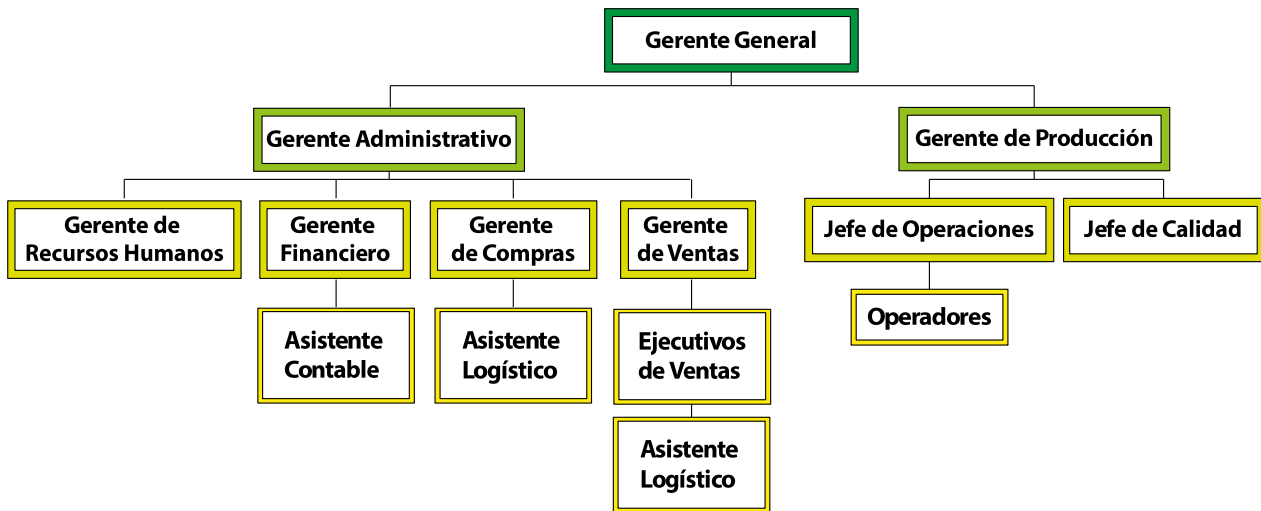 Gerente General
Gerente Administrativo
Gerente de Producción
Gerente de
Recursos Humanos
Gerente
Financiero
Gerente
de Compras
Gerente
de Ventas
Jefe de Operaciones
Jefe de Calidad
Asistente
Contable
Asistente
Logístico
Ejecutivos
de Ventas
Operadores
Asistente
Logístico